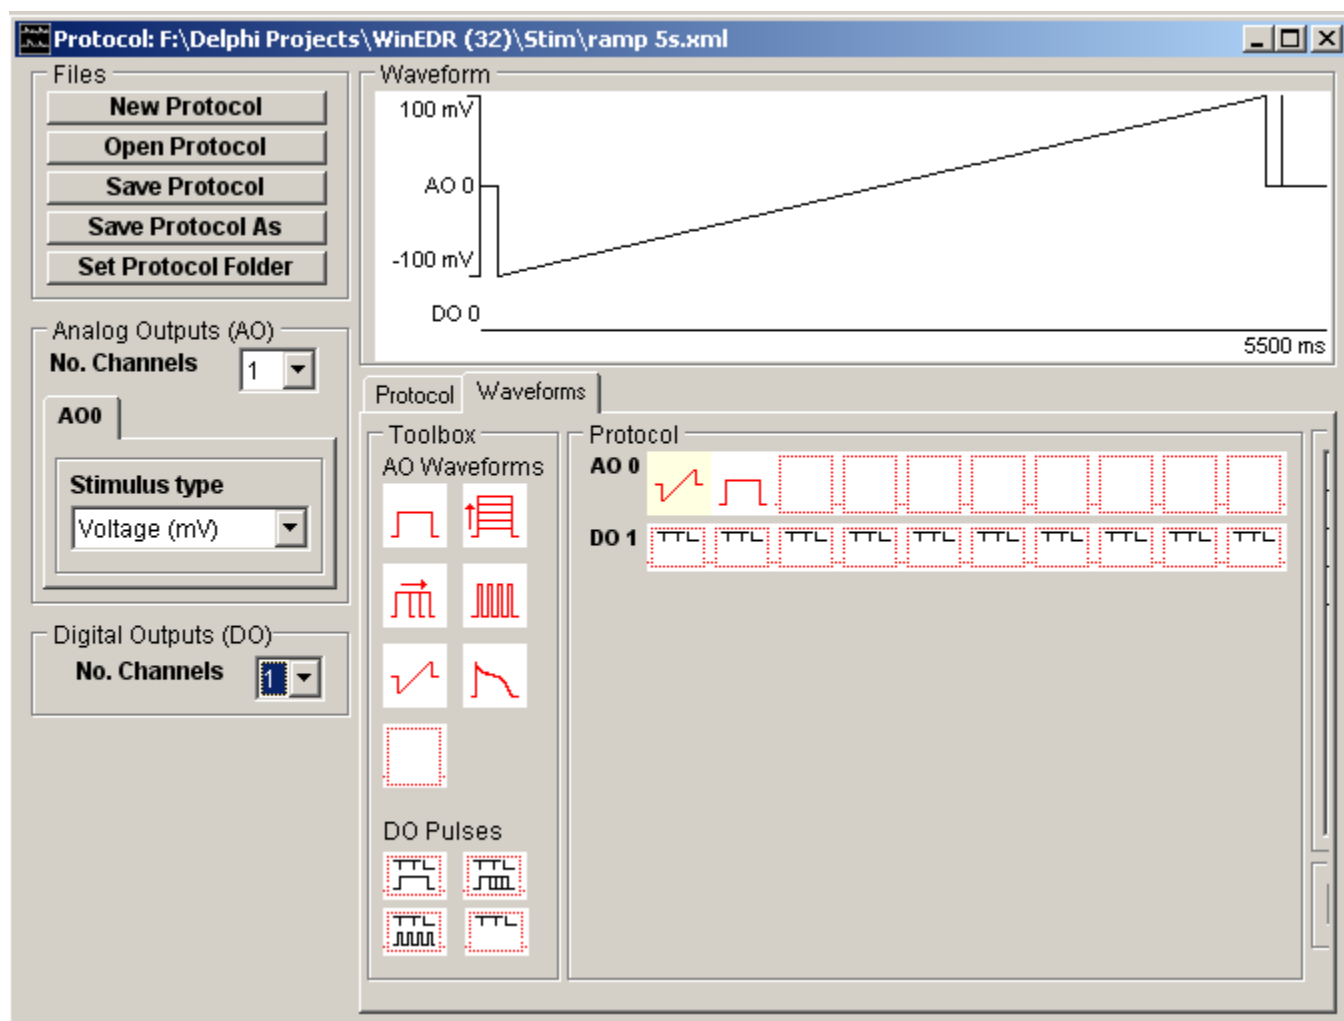 Protocol: F:\Delphi Projects\WinEDR (32)\Stim\ramp 5s.xml
Files
New Protocol
Open Protocol
Save Protocol
Save Protocol As
Set Protocol Folder
Analog Outputs (AO)
No. Channels 1
AO0
Stimulus type
Voltage (mV)
Digital Outputs (DO)
No. Channels 1
Waveform
100 mV
AO 0
-100 mV
DO 0
5500 ms
Protocol Waveforms
Toolbox
AO Waveforms
DO Pulses
TTL TTL
TTL TTL
Protocol
AO 0
DO 1 TTL TTL TTL TTL TTL TTL TTL TTL TTL TTL